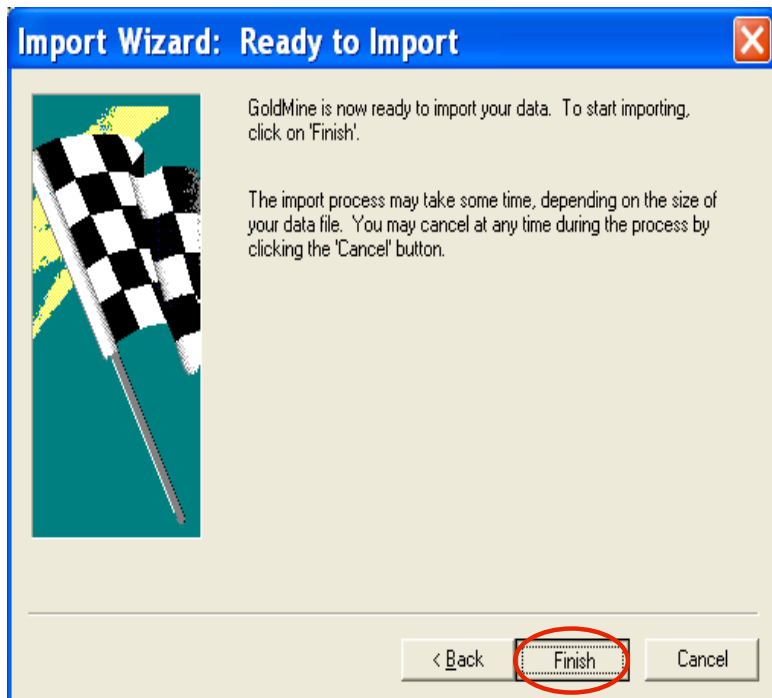 Import Wizard: Ready to Import
GoldMine is now ready to import your data. To start importing,
click on 'Finish'.
The import process may take some time, depending on the size of
your data file. You may cancel at any time during the process by
clicking the 'Cancel' button.
< Back Finish Cancel